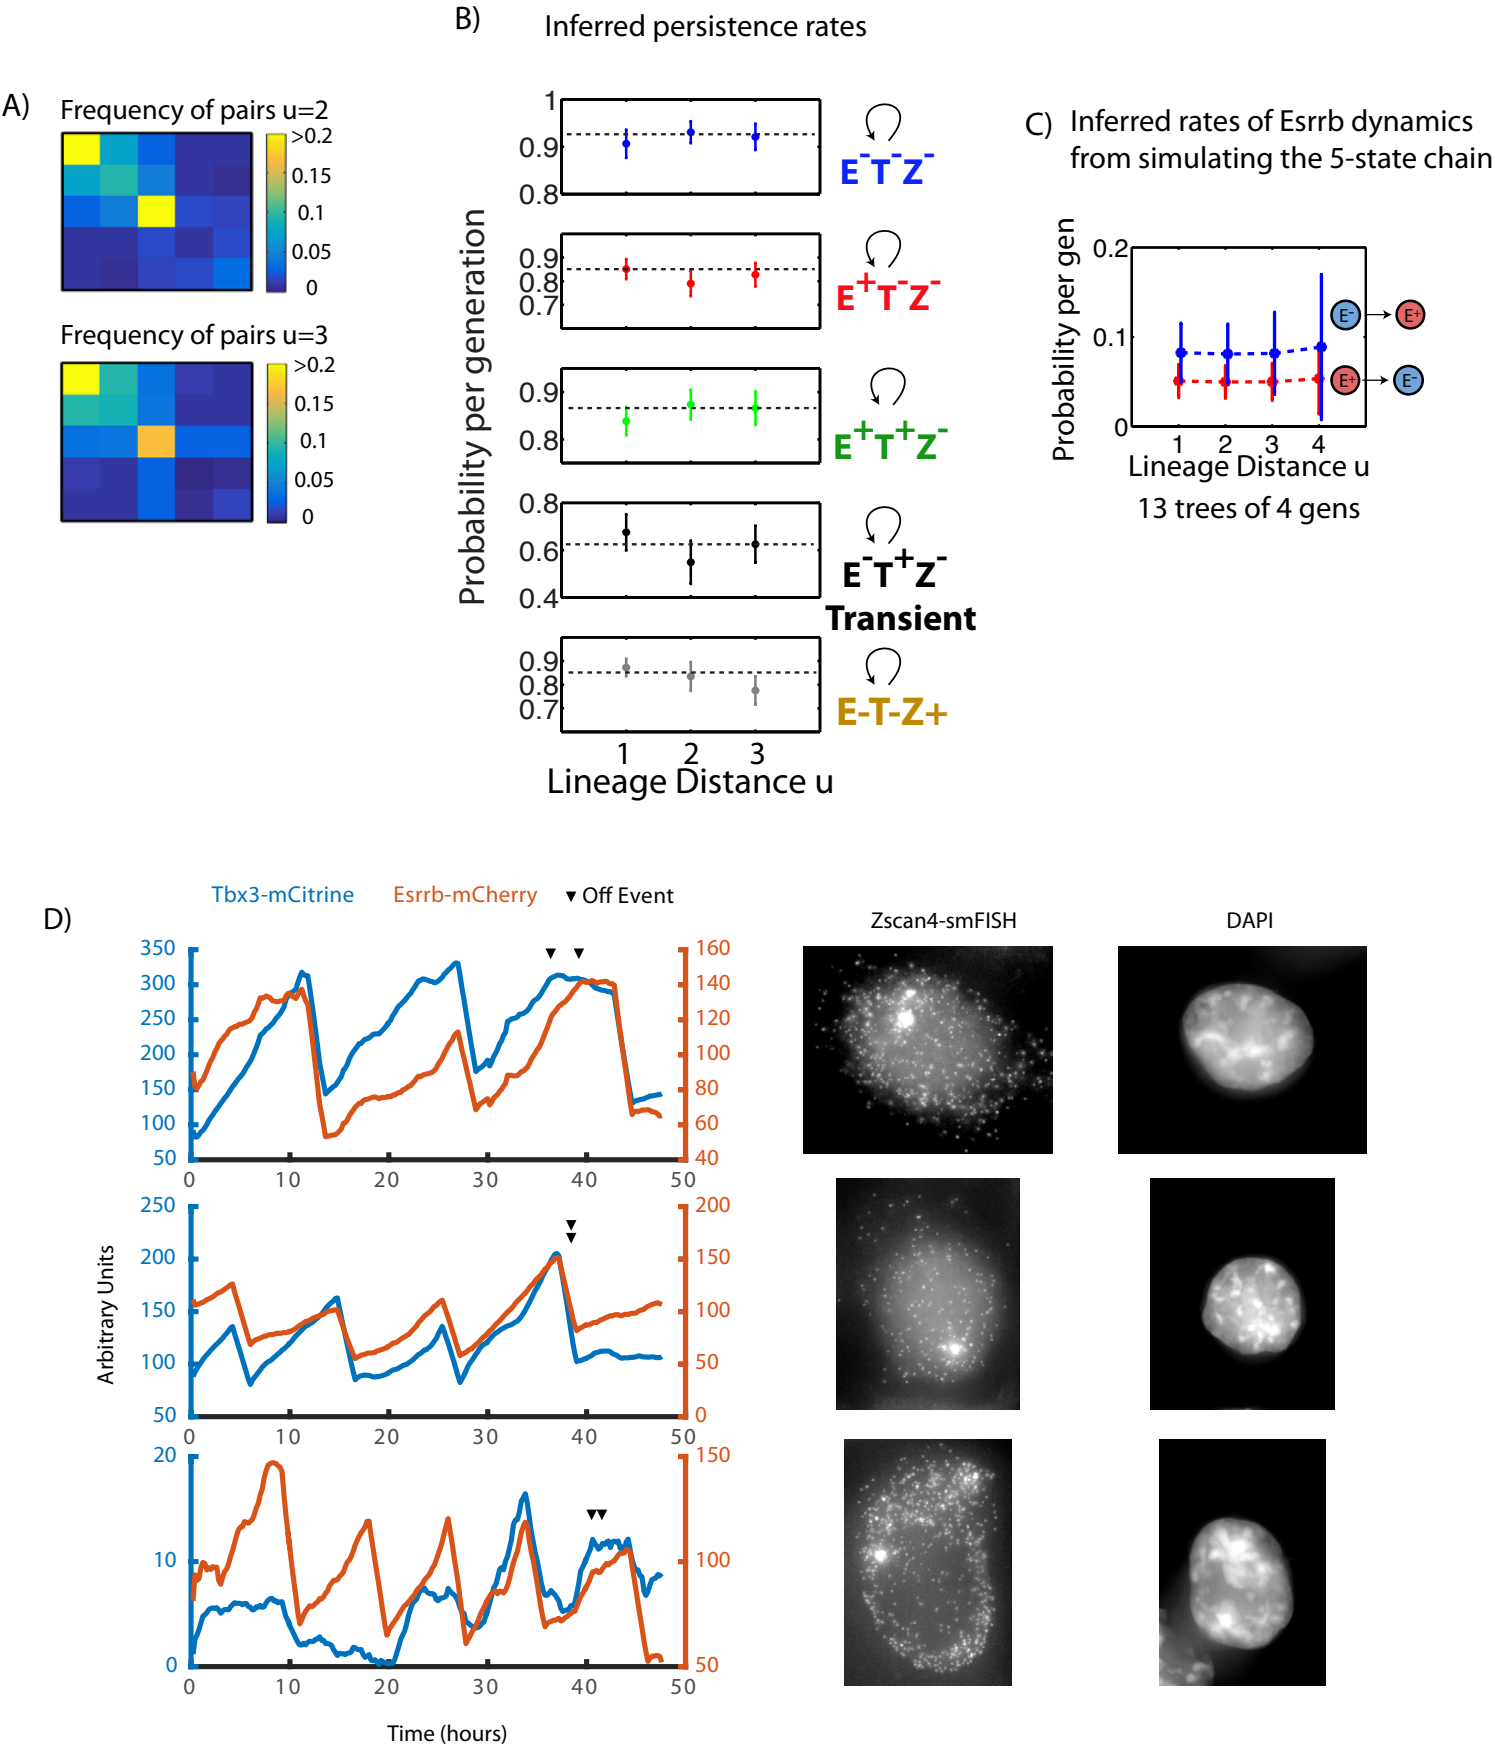 A)
Frequency of pairs u=2
>0.2
0.15
0.1
0.05
0
Frequency of pairs u=3
>0.2
0.15
0.1
0.05
0
B)
Inferred persistence rates
Probability per generation
1
0.9
0.8
E-T-Z-
0.9
0.8
0.7
E+T-Z-
0.9
0.8
E+T+Z-
0.8
0.6
0.4
E-T+Z-
Transient
0.9
0.8
0.7
E-T-Z+
1 2 3
Lineage Distance u
C)
Inferred rates of Esrrb dynamics
from simulating the 5-state chain
Probability per gen
0.2
0.1
0
E- E+
E+ E-
1 2 3 4
Lineage Distance u
13 trees of 4 gens
D)
Tbx3-mCitrine Esrrb-mCherry ▼ Off Event
Zscan4-smFISH DAPI
Arbitrary Units
350 160
300 140
250 120
200 100
150 80
100 60
50 40
0 10 20 30 40 50
250 200
200 150
150 100
100 50
50 0
0 10 20 30 40 50
20 150
10 100
0 50
0 10 20 30 40 50
Time (hours)